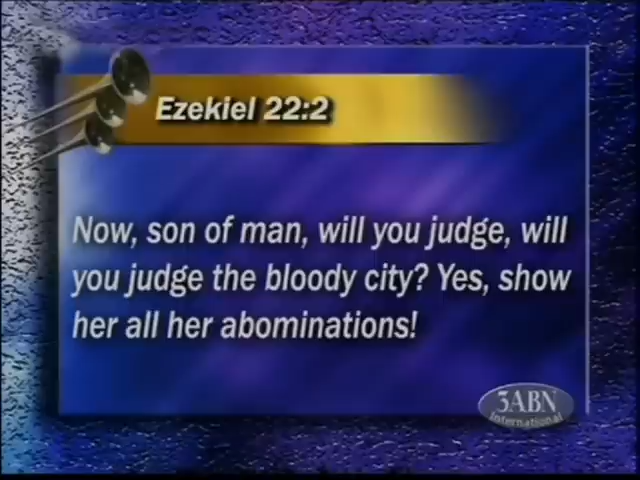 Ezekiel 22:2
Now, son of man, will you judge, will
you judge the bloody city? Yes, show
her all her abominations!
3ABN
International